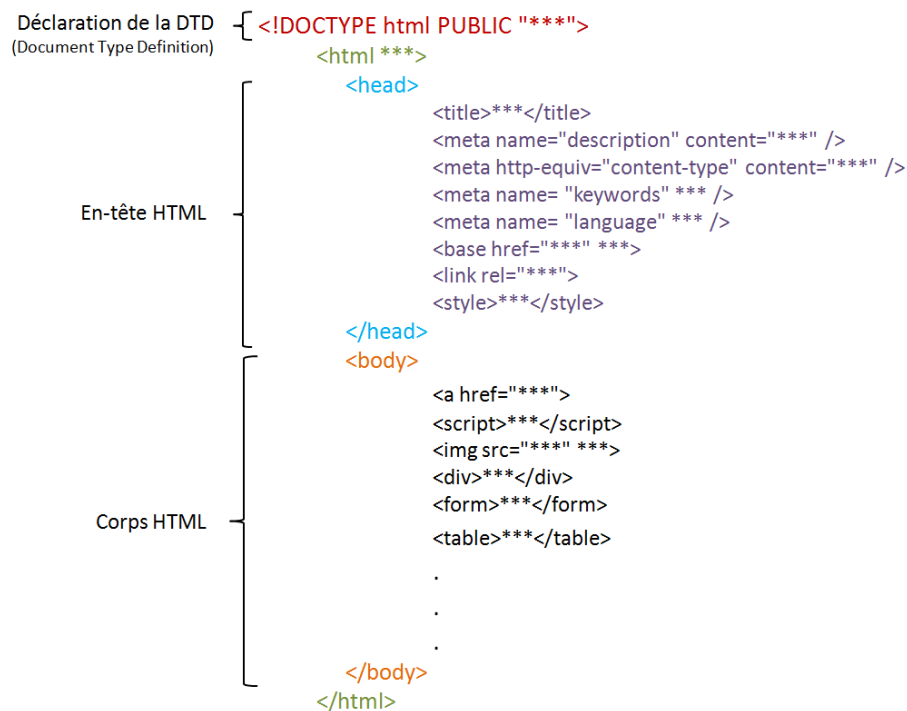 Déclaration de la DTD
(Document Type Definition)
<!DOCTYPE html PUBLIC "***">
<html ***>
<head>
<title>***</title>
<meta name="description" content="***" />
<meta http-equiv="content-type" content="***" />
<meta name= "keywords" *** />
<meta name= "language" *** />
<base href="***" ***>
<link rel="***">
<style>***</style>
En-tête HTML
</head>
<body>
<a href="***">
<script>***</script>
<img src="***" ***>
<div>***</div>
<form>***</form>
<table>***</table>
.
.
.
Corps HTML
</body>
</html>